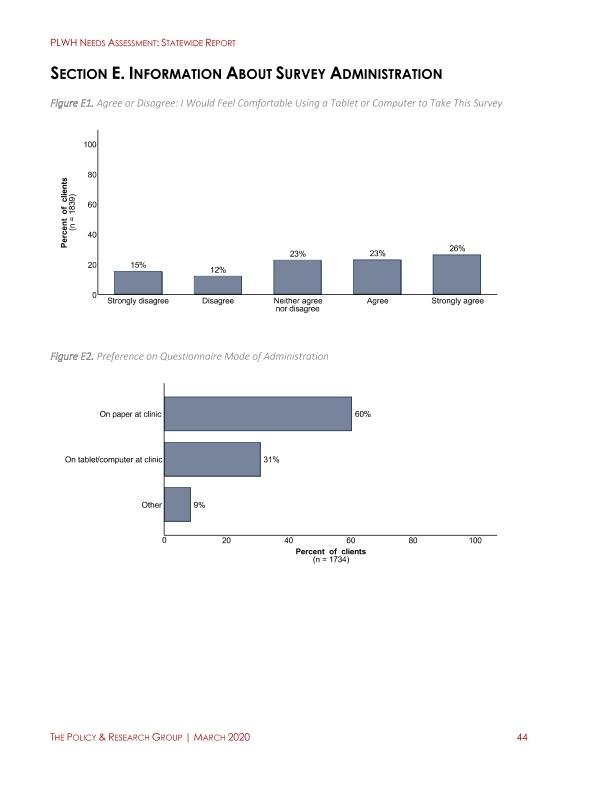 PLWH NEEDS ASSESSMENT: STATEWIDE REPORT
SECTION E. INFORMATION ABOUT SURVEY ADMINISTRATION
Figure E1. Agree or Disagree: I Would Feel Comfortable Using a Tablet or Computer to Take This Survey
Percent of clients
(n = 1839)
100
80
60
40
20
0
15%
12%
23%
23%
26%
Strongly disagree
Disagree
Neither agree
nor disagree
Agree
Strongly agree
Figure E2. Preference on Questionnaire Mode of Administration
On paper at clinic
60%
On tablet/computer at clinic
31%
Other
9%
0
20
40
60
80
100
Percent of clients
(n = 1734)
THE POLICY & RESEARCH GROUP | MARCH 2020
44